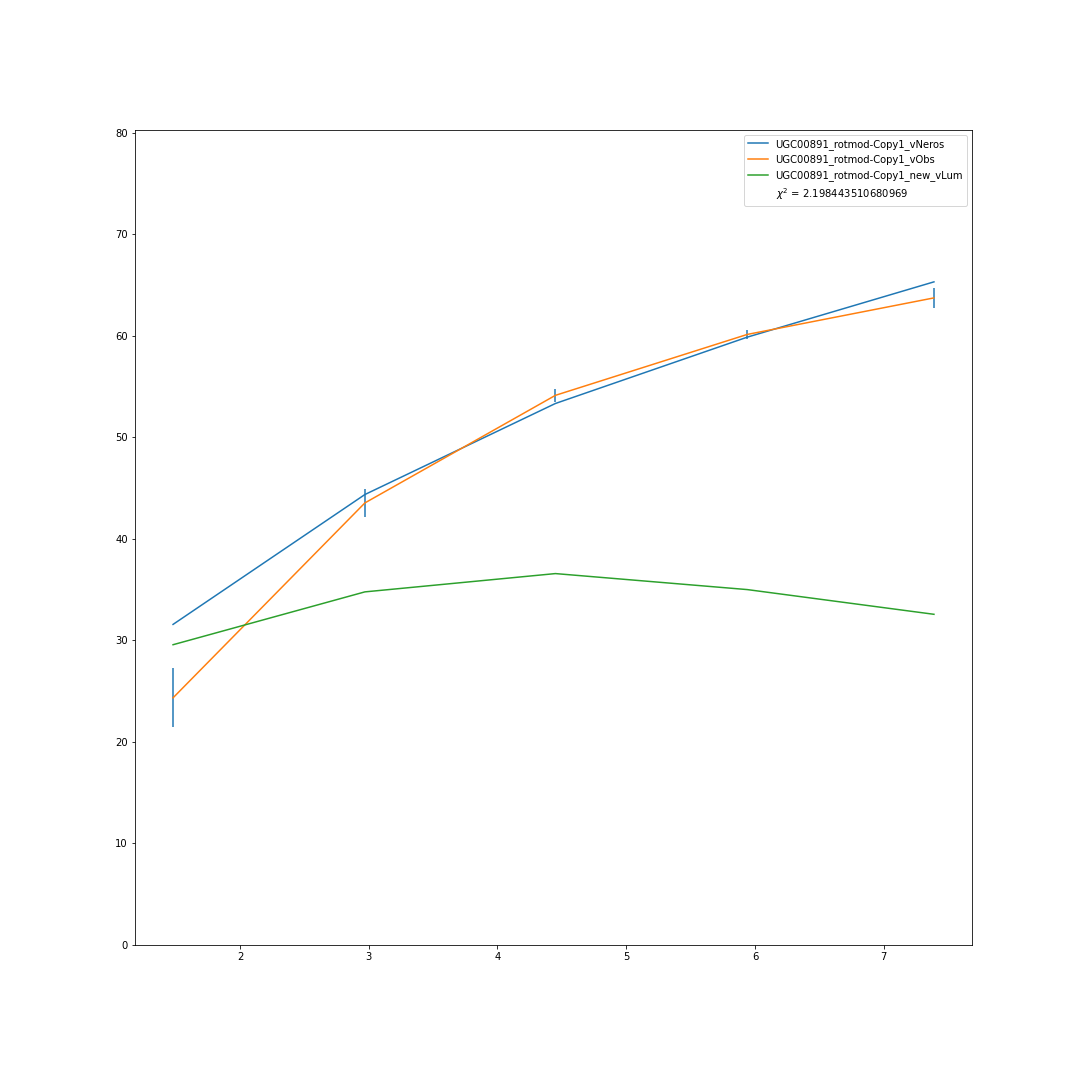 UGC00891_rotmod-Copy1_vNeros
UGC00891_rotmod-Copy1_vObs
UGC00891_rotmod-Copy1_new_vLum
χ² = 2.198443510680969
80
70
60
50
40
30
20
10
0
2 3 4 5 6 7